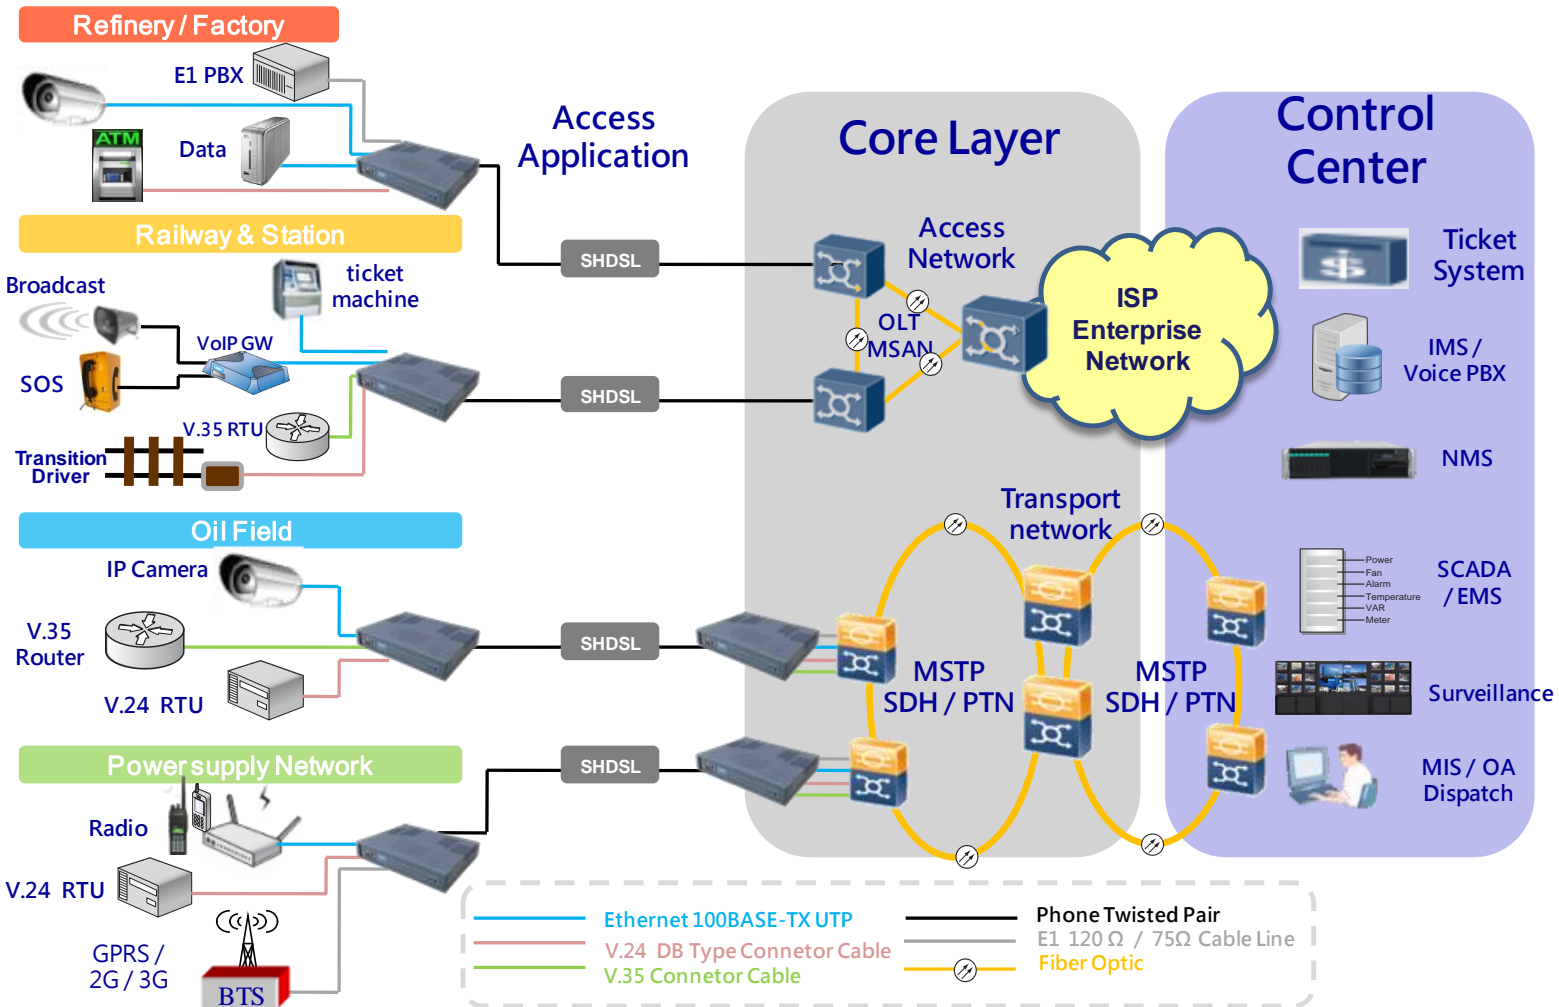 Refinery / Factory
E1 PBX
ATM
Data
Access
Application
Core Layer
Control
Center
Railway & Station
Broadcast
ticket
machine
VoIP GW
SOS
V.35 RTU
Transition
Driver
SHDSL
SHDSL
Access
Network
OLT
MSAN
ISP
Enterprise
Network
Ticket
System
IMS /
Voice PBX
NMS
Oil Field
IP Camera
V.35
Router
V.24 RTU
SHDSL
Transport
network
MSTP
SDH / PTN
MSTP
SDH / PTN
Power
Fan
Alarm
Temperature
VAR
Meter
SCADA
/ EMS
Surveillance
MIS / OA
Dispatch
Power supply Network
SHDSL
Radio
V.24 RTU
GPRS /
2G / 3G
BTS
Ethernet 100BASE-TX UTP
V.24 DB Type Connetor Cable
V.35 Connetor Cable
Phone Twisted Pair
E1 120 Ω / 75Ω Cable Line
Fiber Optic